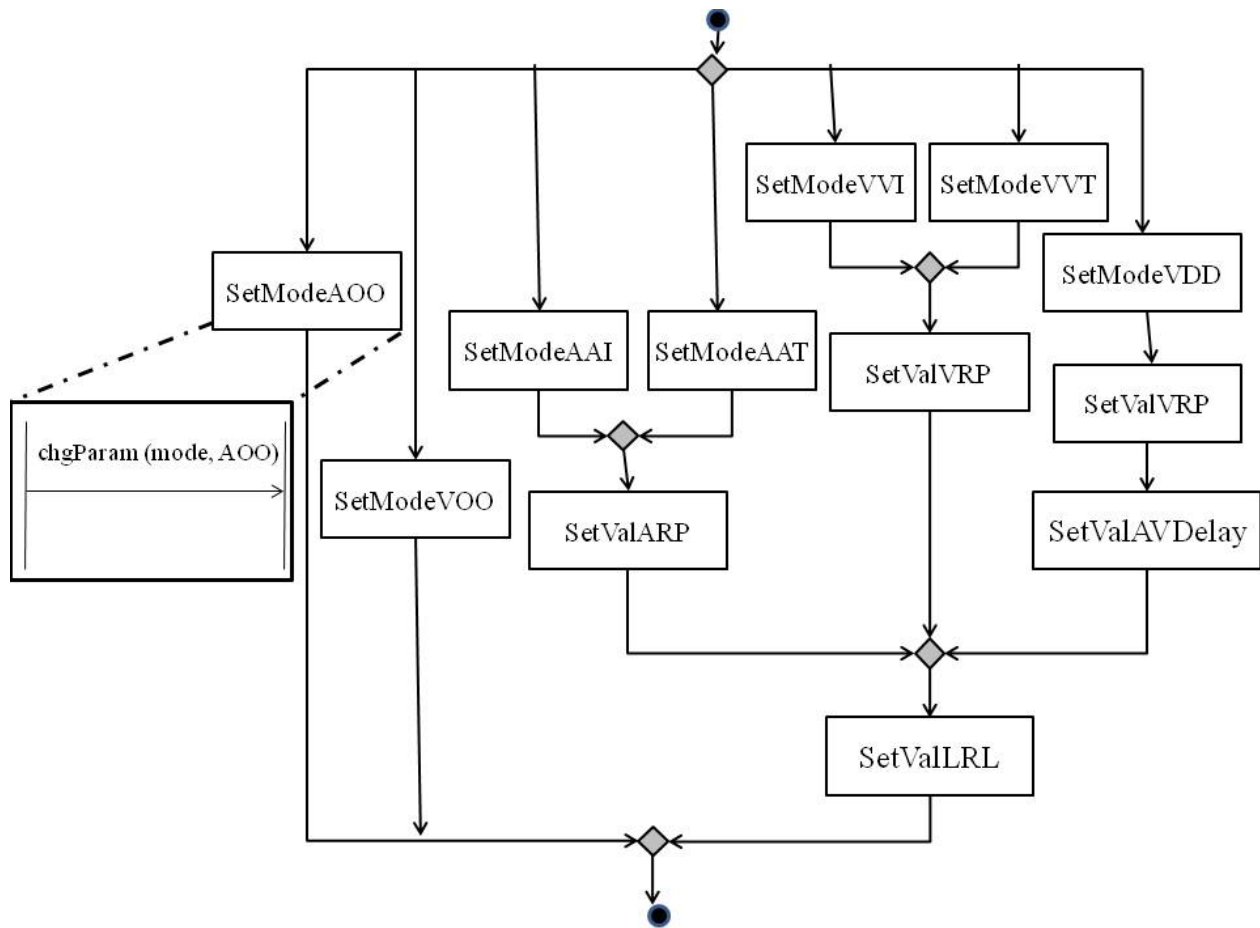 SetModeVVI
SetModeVVT
SetModeAOO
SetModeVDD
SetModeAAI
SetModeAAT
SetValVRP
SetValVRP
chgParam (mode, AOO)
SetModeVOO
SetValARP
SetValAVDelay
SetValLRL